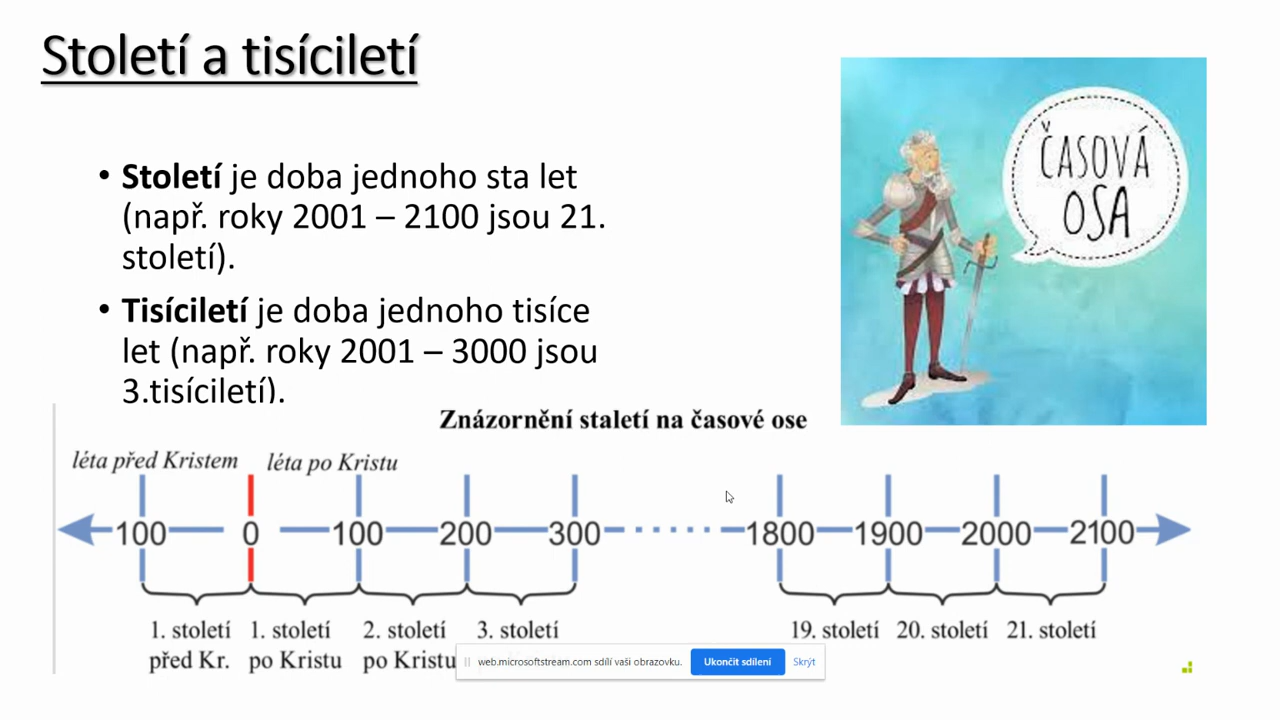 Století a tisíciletí
• Století je doba jednoho sta let
(např. roky 2001 – 2100 jsou 21.
století).
• Tisíciletí je doba jednoho tisíce
let (např. roky 2001 – 3000 jsou
3.tisíciletí).
ČASOVÁ
OSA
Znázornění staletí na časové ose
léta před Kristem léta po Kristu
100 0 100 200 300 1800 1900 2000 2100
1. století 1. století 2. století 3. století 19. století 20. století 21. století
před Kr. po Kristu po Kristu
web.microsoftstream.com sdílí vaši obrazovku. Ukončit sdílení Skrýt